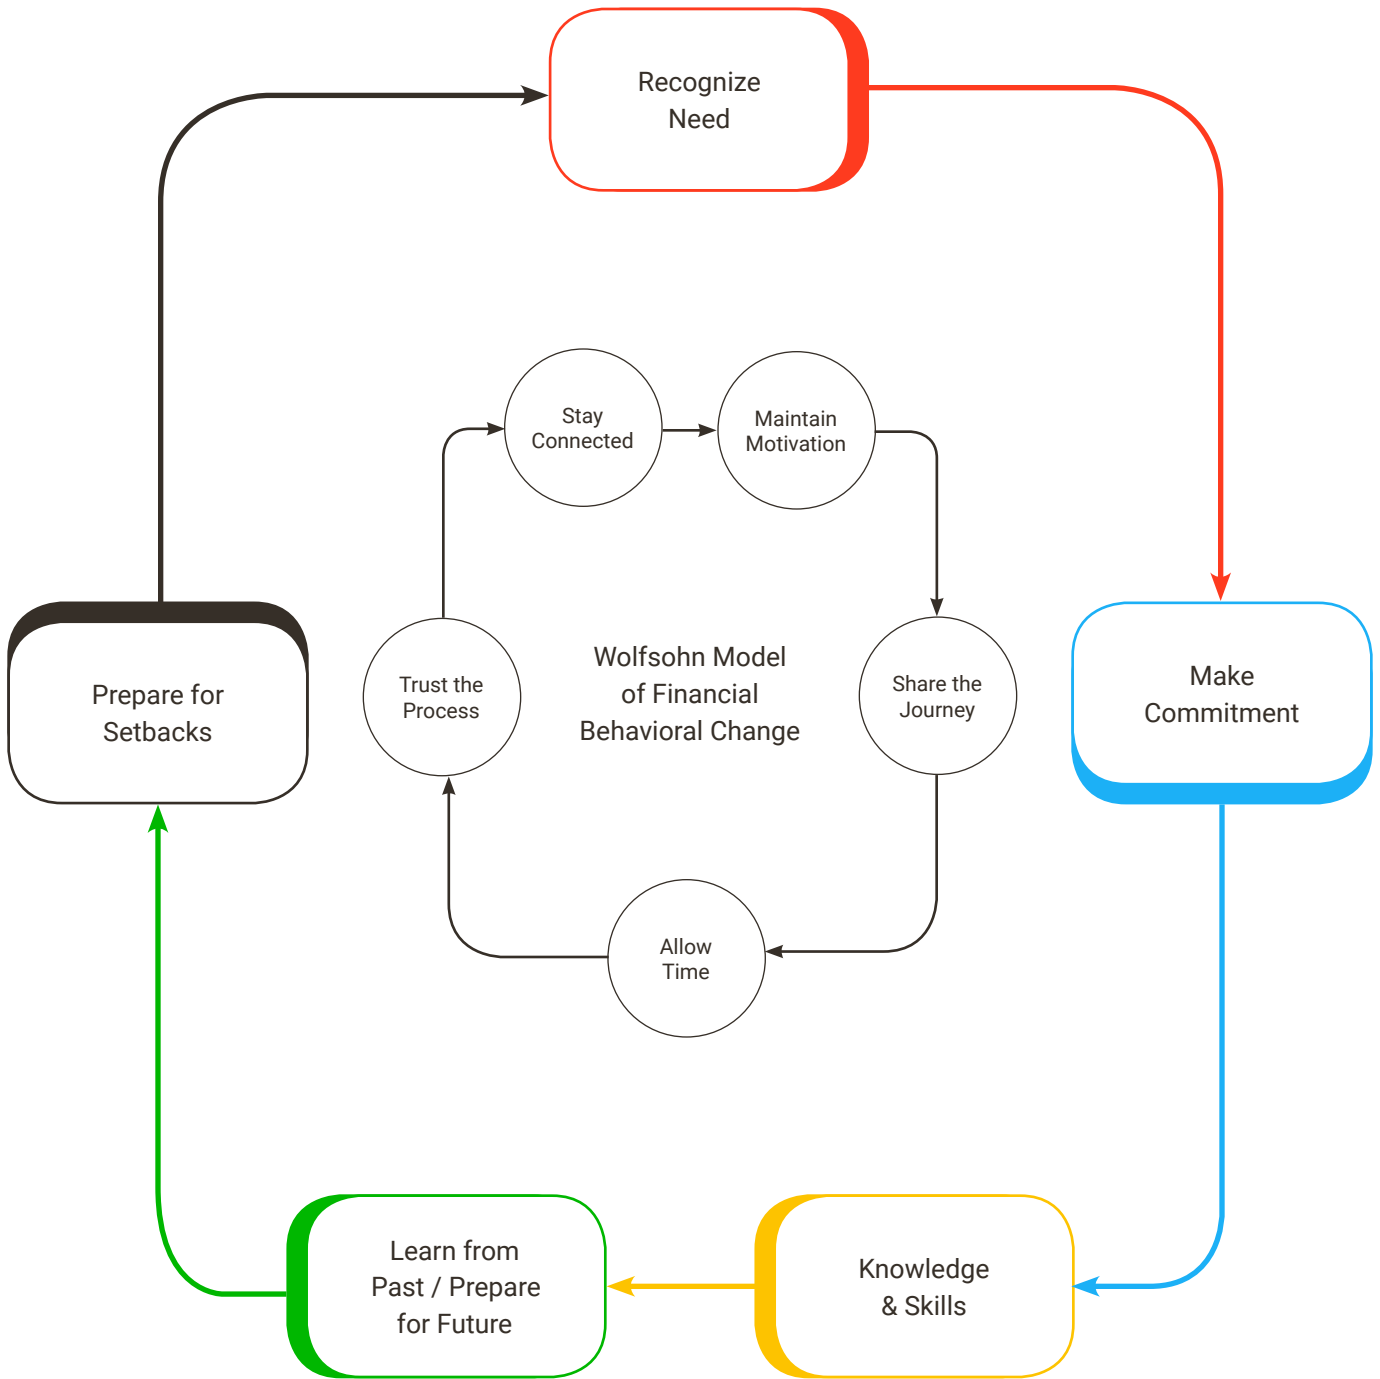 Recognize
Need
Stay
Connected
Maintain
Motivation
Wolfsohn Model
of Financial
Behavioral Change
Trust the
Process
Share the
Journey
Prepare for
Setbacks
Make
Commitment
Allow
Time
Learn from
Past / Prepare
for Future
Knowledge
& Skills